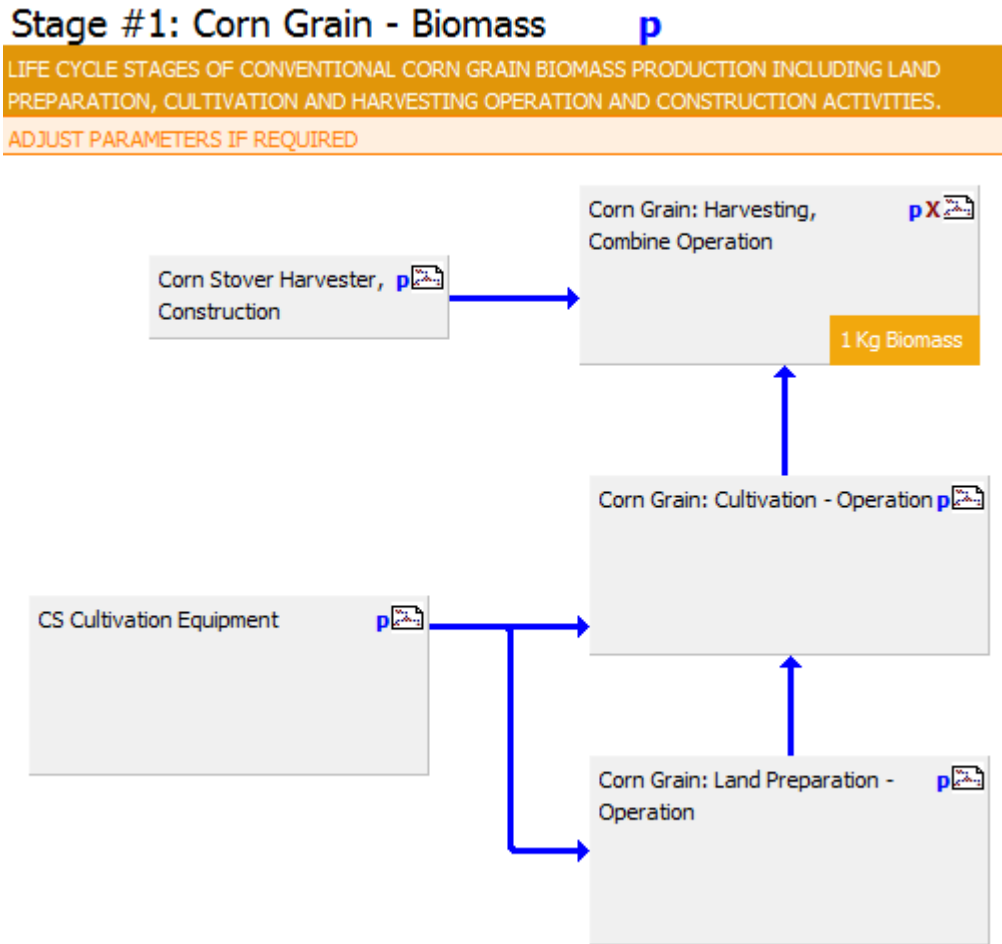 Stage #1: Corn Grain - Biomass p
LIFE CYCLE STAGES OF CONVENTIONAL CORN GRAIN BIOMASS PRODUCTION INCLUDING LAND
PREPARATION, CULTIVATION AND HARVESTING OPERATION AND CONSTRUCTION ACTIVITIES.
ADJUST PARAMETERS IF REQUIRED
Corn Grain: Harvesting, p X
Combine Operation
1 Kg Biomass
Corn Stover Harvester, p
Construction
Corn Grain: Cultivation - Operation p
CS Cultivation Equipment p
Corn Grain: Land Preparation - p
Operation